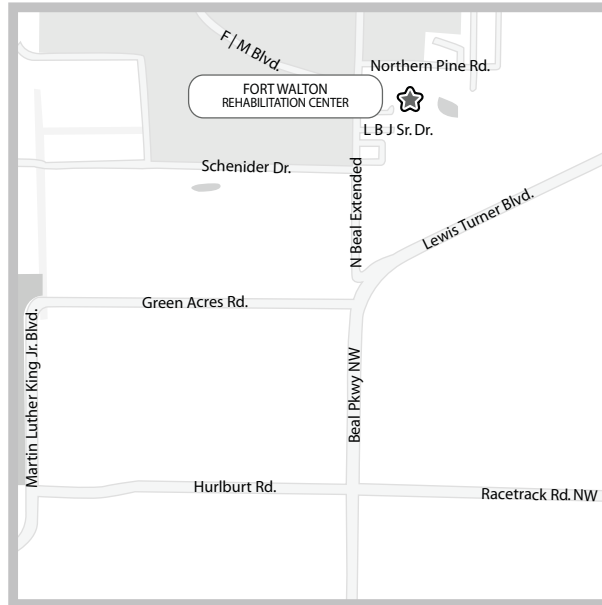 F | M Blvd.
Northern Pine Rd.
FORT WALTON
REHABILITATION CENTER
L B J Sr. Dr.
Schenider Dr.
N Beal Extended
Lewis Turner Blvd.
Green Acres Rd.
Martin Luther King Jr. Blvd.
Beal Pkwy NW
Hurlburt Rd.
Racetrack Rd. NW